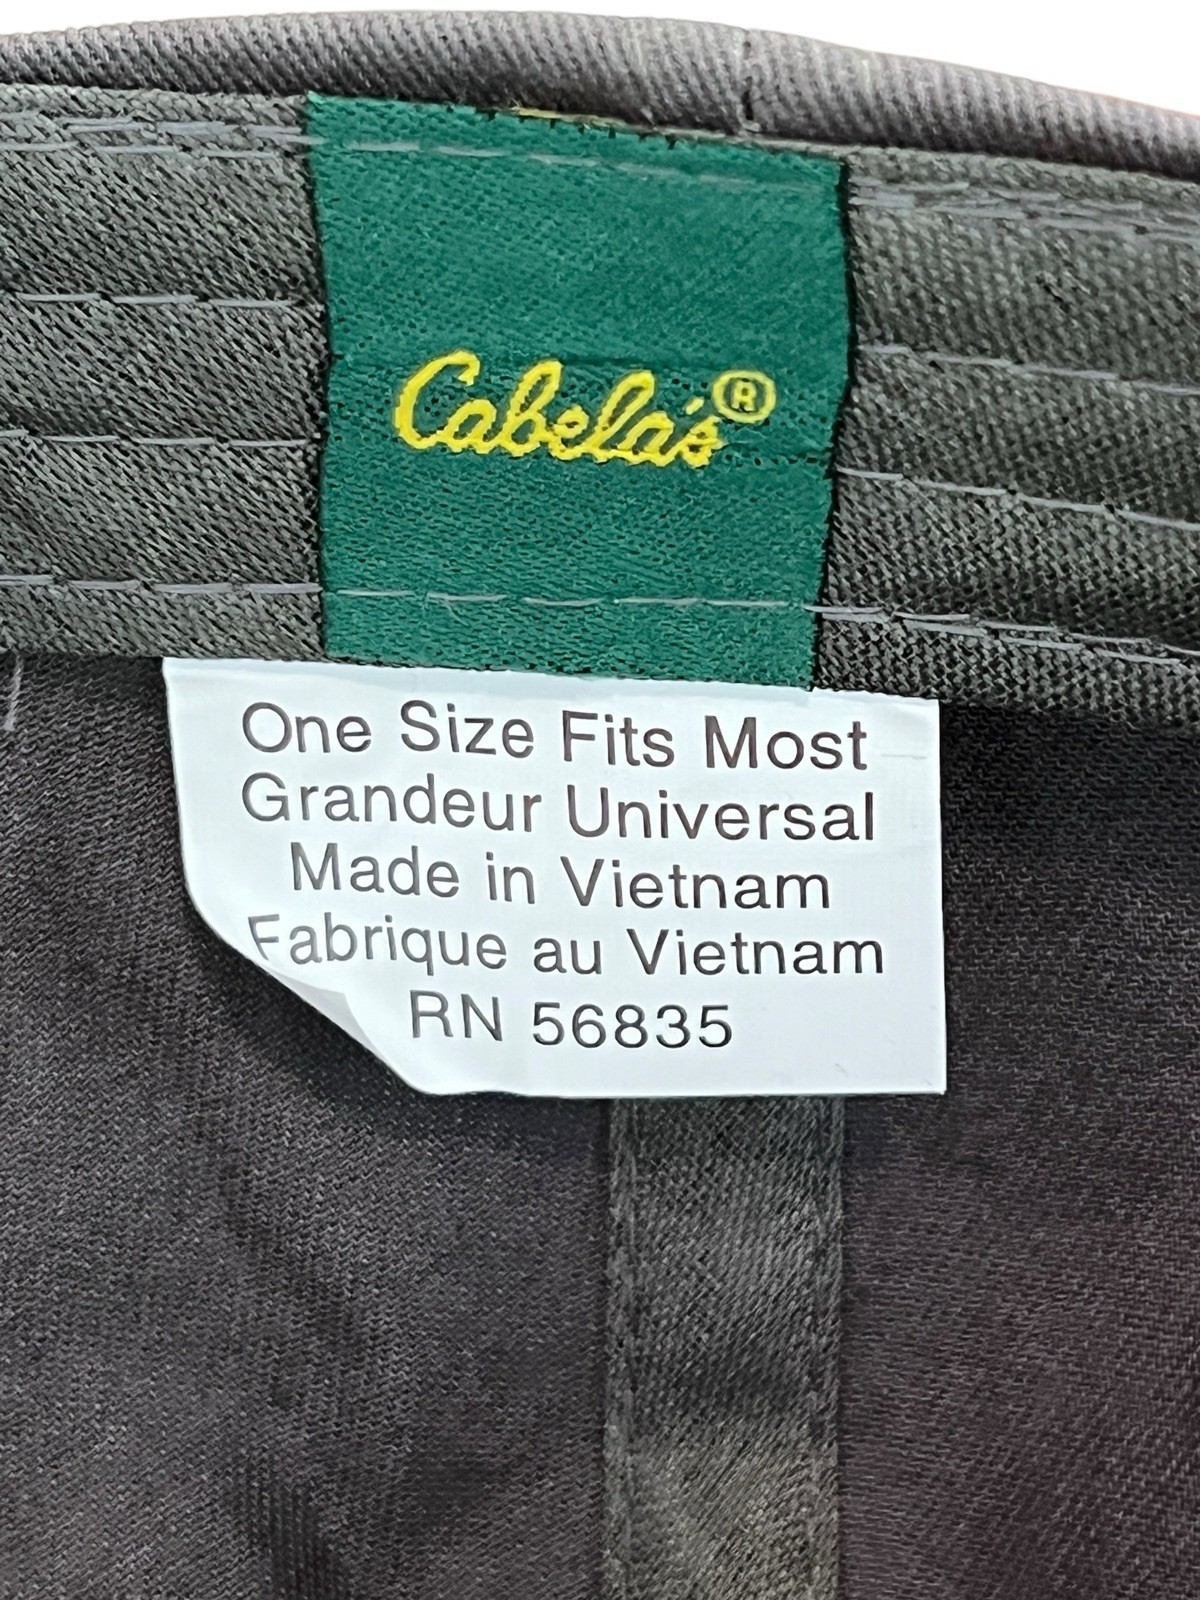 Cabela's®
One Size Fits Most
Grandeur Universal
Made in Vietnam
Fabrique au Vietnam
RN 56835